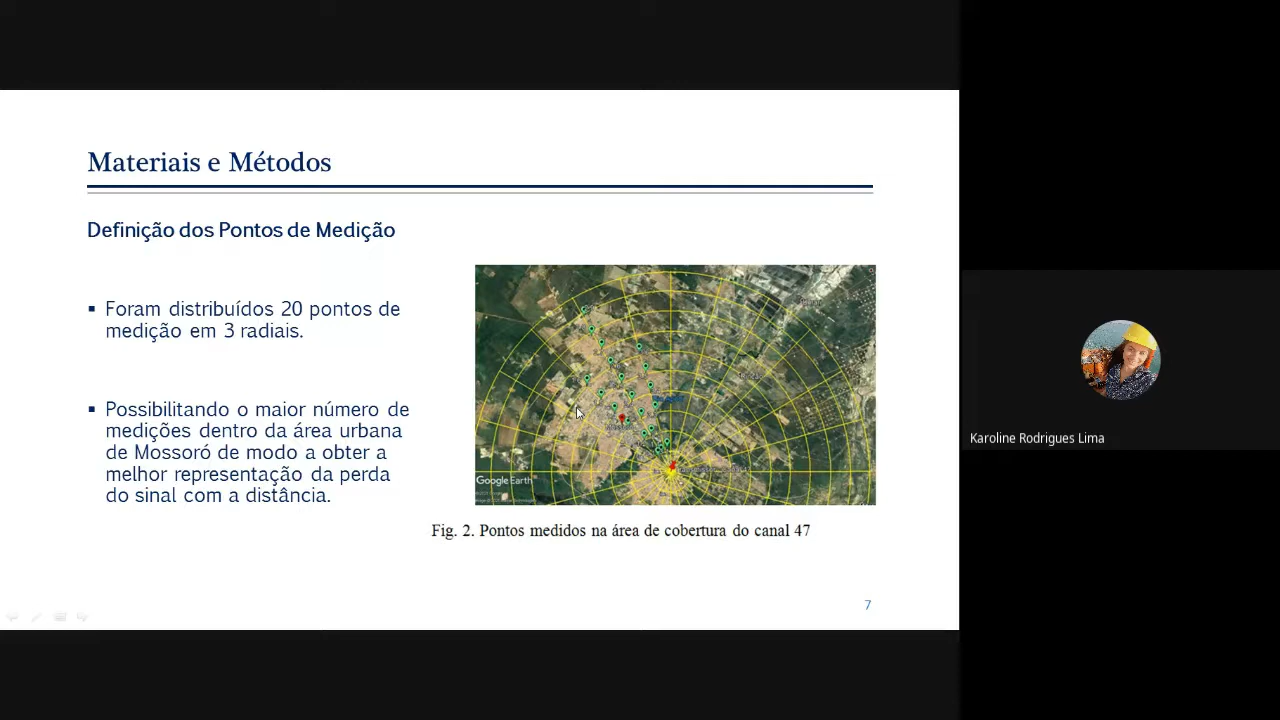 Materiais e Métodos
Definição dos Pontos de Medição
▪ Foram distribuídos 20 pontos de
medição em 3 radiais.
▪ Possibilitando o maior número de
medições dentro da área urbana
de Mossoró de modo a obter a
melhor representação da perda
do sinal com a distância.
Google Earth
Fig. 2. Pontos medidos na área de cobertura do canal 47
7
Karoline Rodrigues Lima